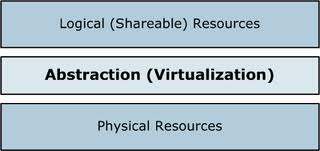 Logical (Shareable) Resources
Abstraction (Virtualization)
Physical Resources